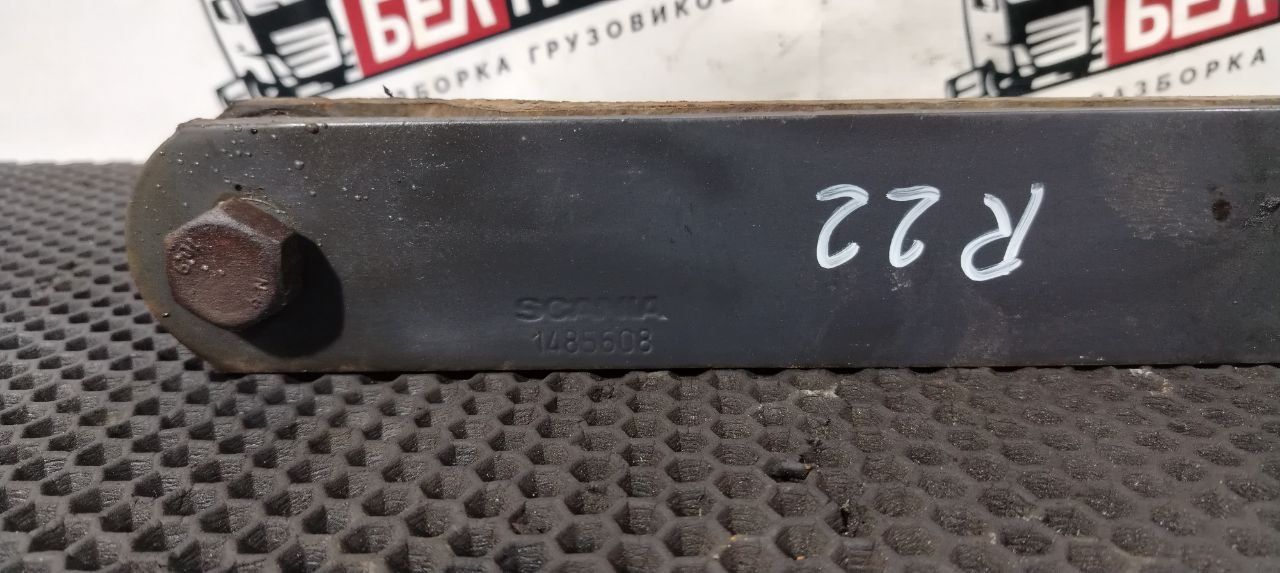 БЕЛ
РАЗБОРКА ГРУЗОВИКОВ
БЕЛ
РАЗБОРКА
R22
SCANIA
1485608